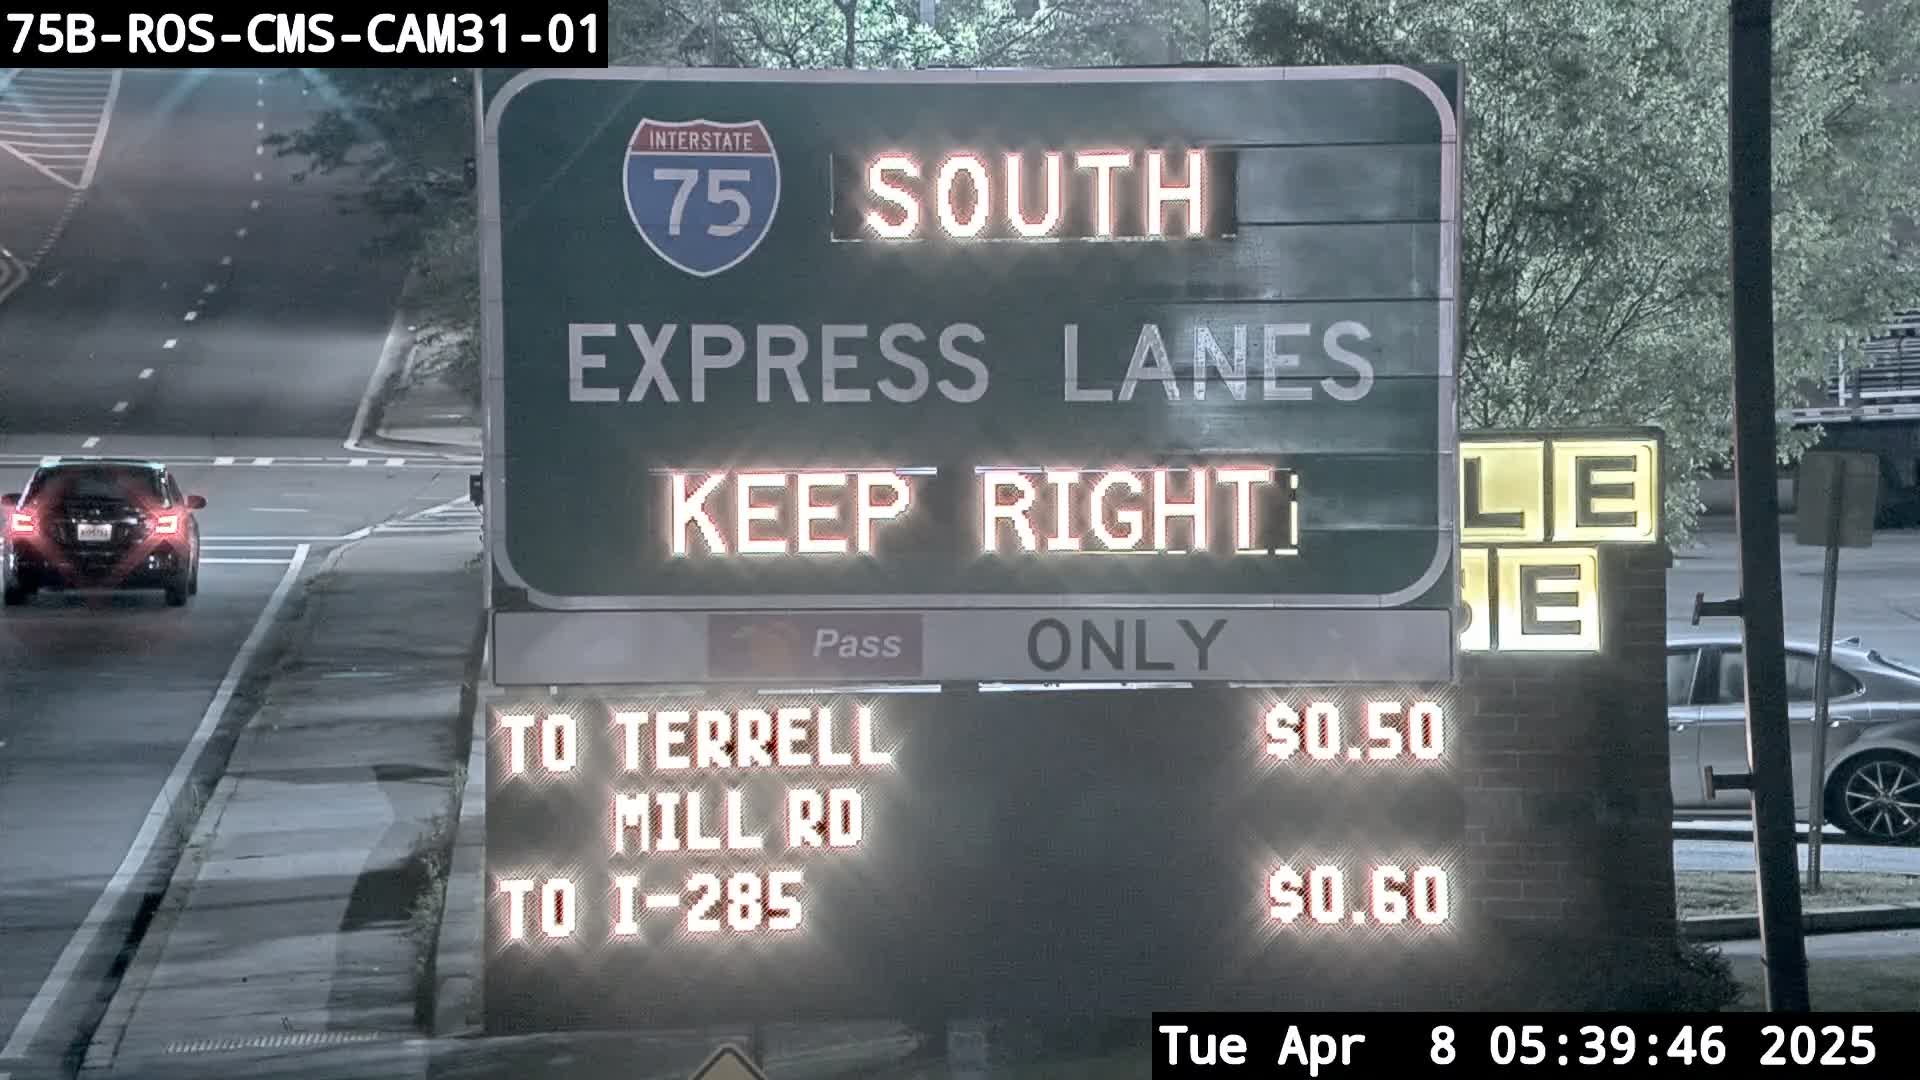 75B-ROS-CMS-CAM31-01
INTERSTATE
75
SOUTH
EXPRESS LANES
KEEP RIGHT
Pass
ONLY
TO TERRELL $0.50
MILL RD
TO I-285 $0.60
LE
E
Tue Apr 8 05:39:46 2025